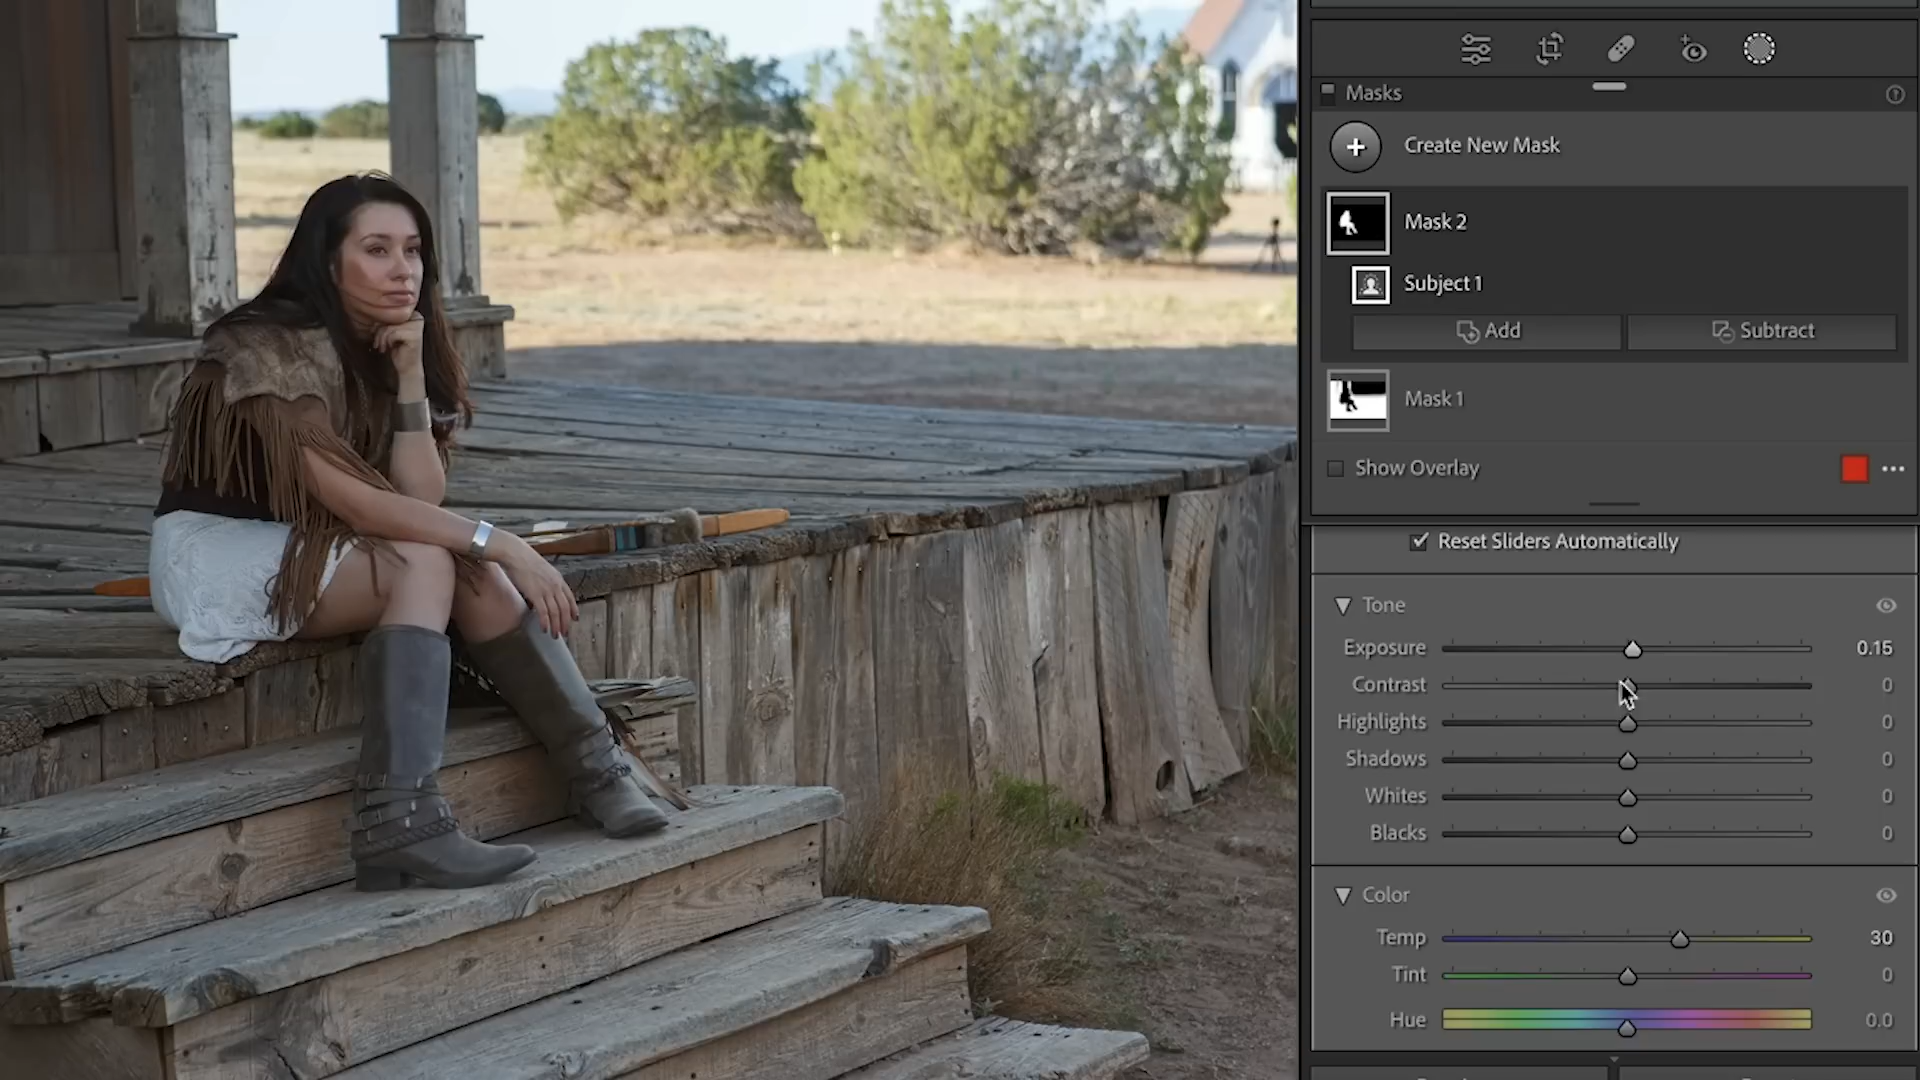 Masks
Create New Mask
Mask 2
Subject 1
Add
Subtract
Mask 1
Show Overlay
Reset Sliders Automatically
Tone
Exposure 0.15
Contrast 0
Highlights 0
Shadows 0
Whites 0
Blacks 0
Color
Temp 30
Tint 0
Hue 0.0